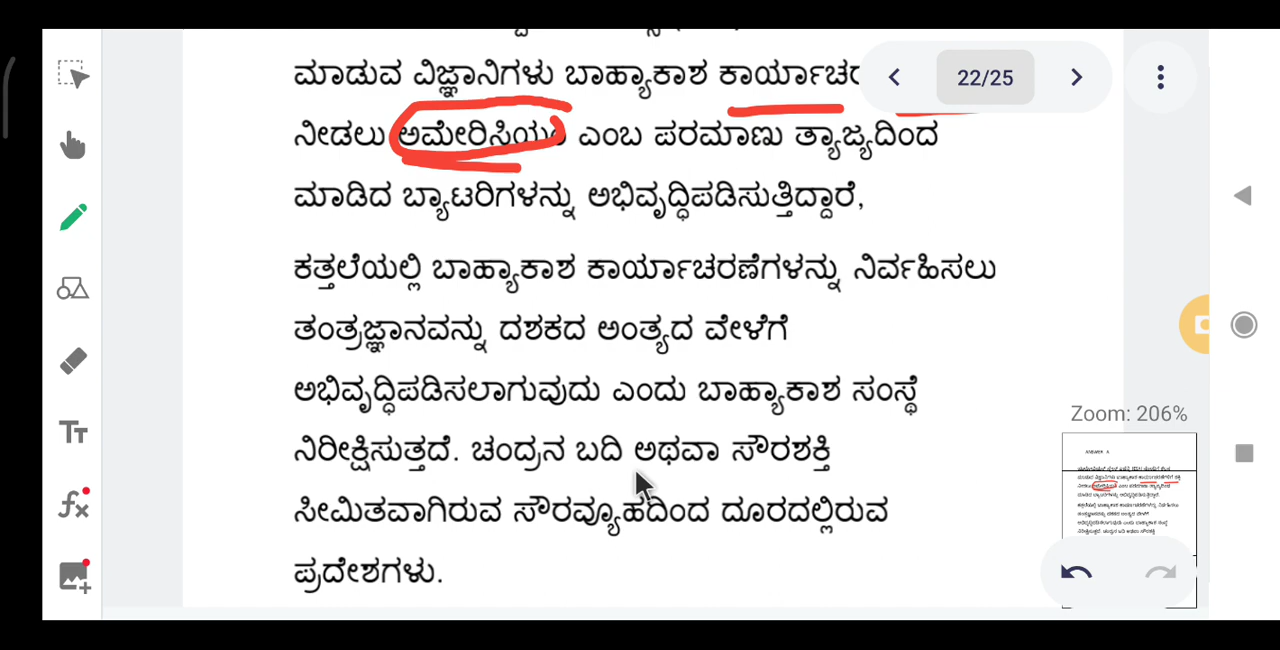 ಮಾಡುವ ವಿಜ್ಞಾನಿಗಳು ಬಾಹ್ಯಾಕಾಶ
22/25
ನೀಡಲು ಅಮೇರಿಸಿಯಂ ಎಂಬ ಪರಮಾಣು ತ್ಯಾಜ್ಯದಿಂದ
ಮಾಡಿದ ಬ್ಯಾಟರಿಗಳನ್ನು ಅಭಿವೃದ್ಧಿಪಡಿಸುತ್ತಿದ್ದಾರೆ,
ಕತ್ತಲೆಯಲ್ಲಿ ಬಾಹ್ಯಾಕಾಶ ಕಾರ್ಯಾಚರಣೆಗಳನ್ನು ನಿರ್ವಹಿಸಲು
ತಂತ್ರಜ್ಞಾನವನ್ನು ದಶಕದ ಅಂತ್ಯದ ವೇಳೆಗೆ
ಅಭಿವೃದ್ಧಿಪಡಿಸಲಾಗುವುದು ಎಂದು ಬಾಹ್ಯಾಕಾಶ ಸಂಸ್ಥೆ
ನಿರೀಕ್ಷಿಸುತ್ತದೆ. ಚಂದ್ರನ ಬದಿ ಅಥವಾ ಸೌರಶಕ್ತಿ
ಸೀಮಿತವಾಗಿರುವ ಸೌರವ್ಯೂಹದಿಂದ ದೂರದಲ್ಲಿರುವ
ಪ್ರದೇಶಗಳು.
Zoom: 206%
ANSWER A